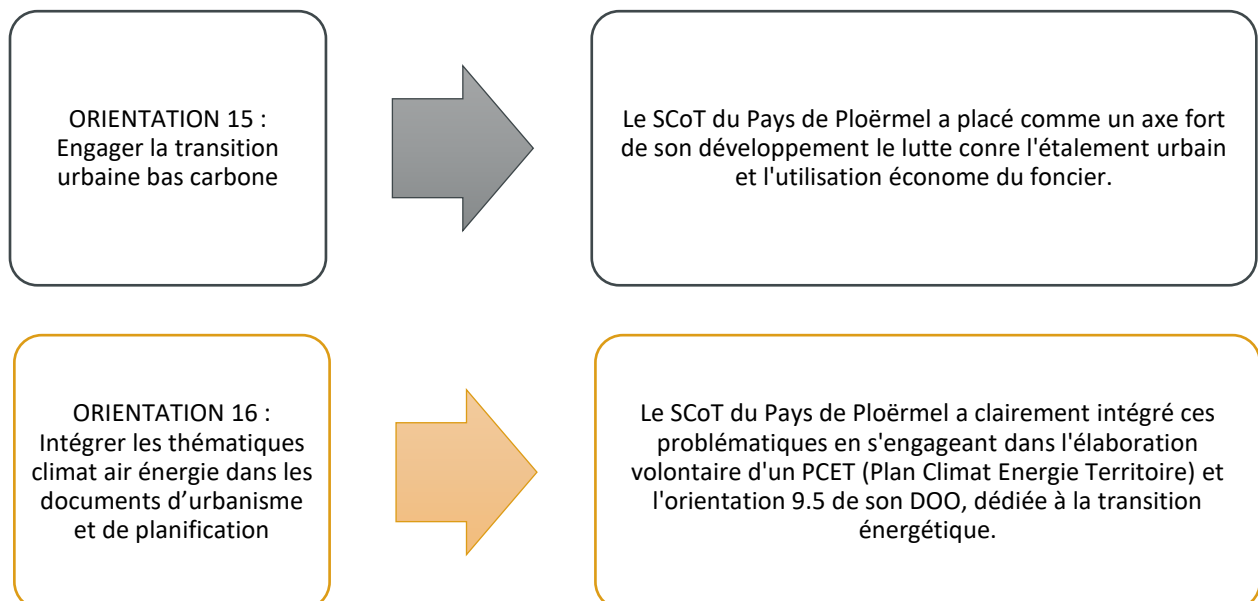 ORIENTATION 15 :
Engager la transition
urbaine bas carbone
Le SCoT du Pays de Ploërmel a placé comme un axe fort
de son développement le lutte conre l'étalement urbain
et l'utilisation économe du foncier.
ORIENTATION 16 :
Intégrer les thématiques
climat air énergie dans les
documents d’urbanisme
et de planification
Le SCoT du Pays de Ploërmel a clairement intégré ces
problématiques en s'engageant dans l'élaboration
volontaire d'un PCET (Plan Climat Energie Territoire) et
l'orientation 9.5 de son DOO, dédiée à la transition
énergétique.